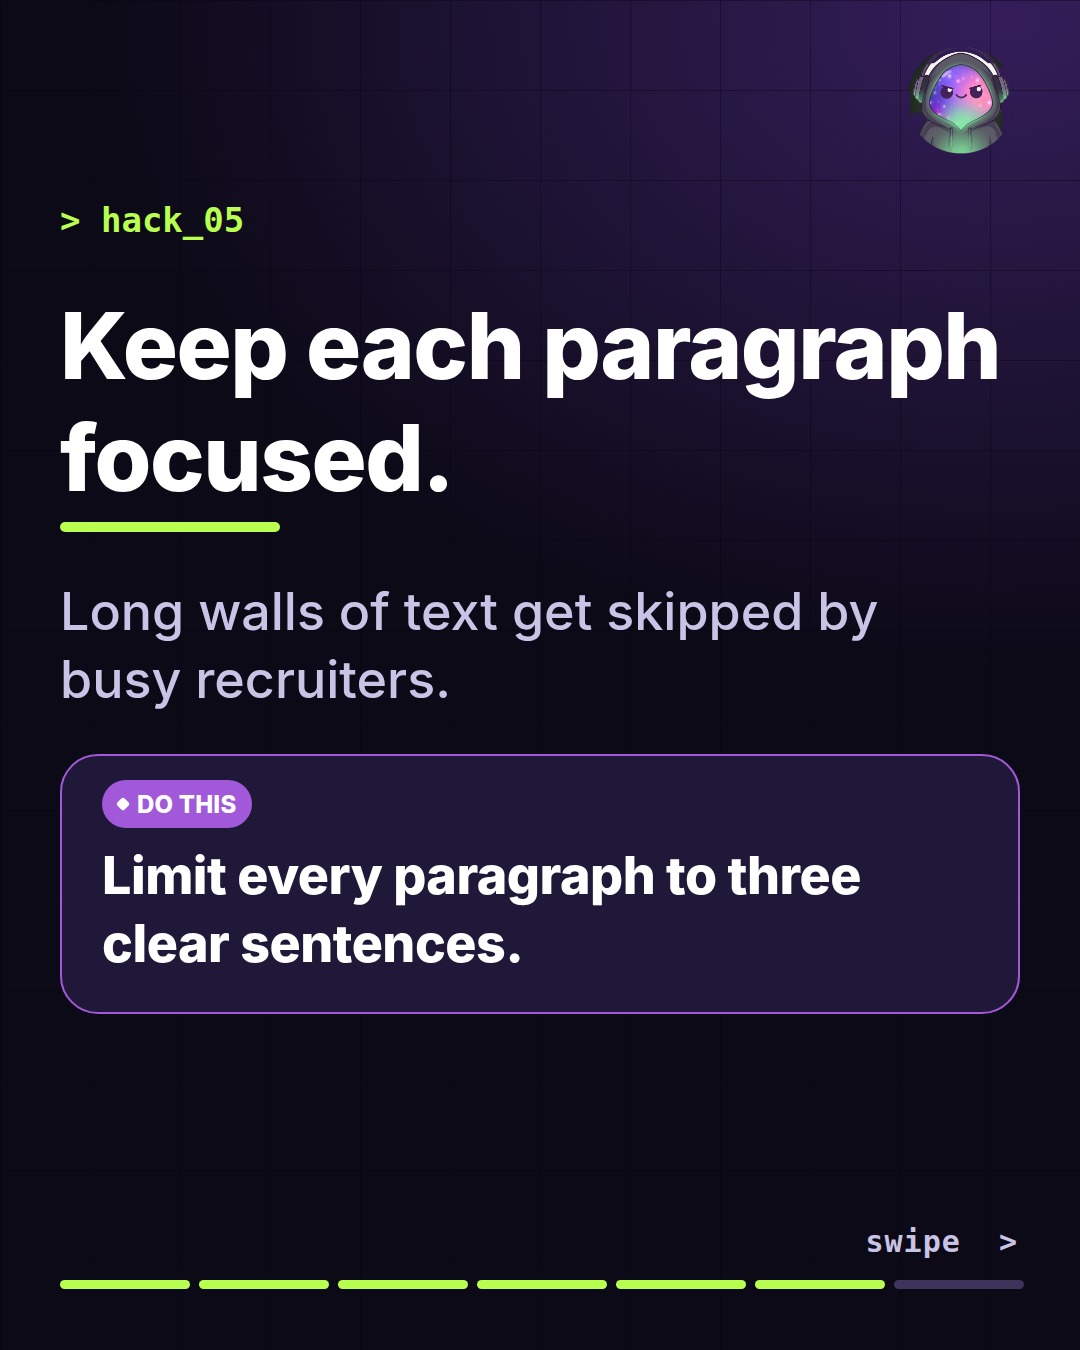 > hack_05
Keep each paragraph
focused.
Long walls of text get skipped by
busy recruiters.
DO THIS
Limit every paragraph to three
clear sentences.
swipe >